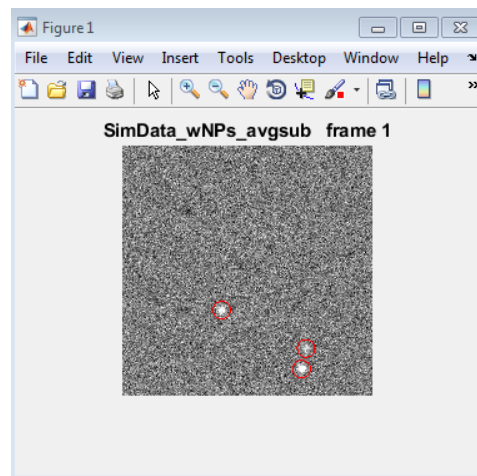 Figure 1
File Edit View Insert Tools Desktop Window Help
SimData_wNPs_avgsub frame 1